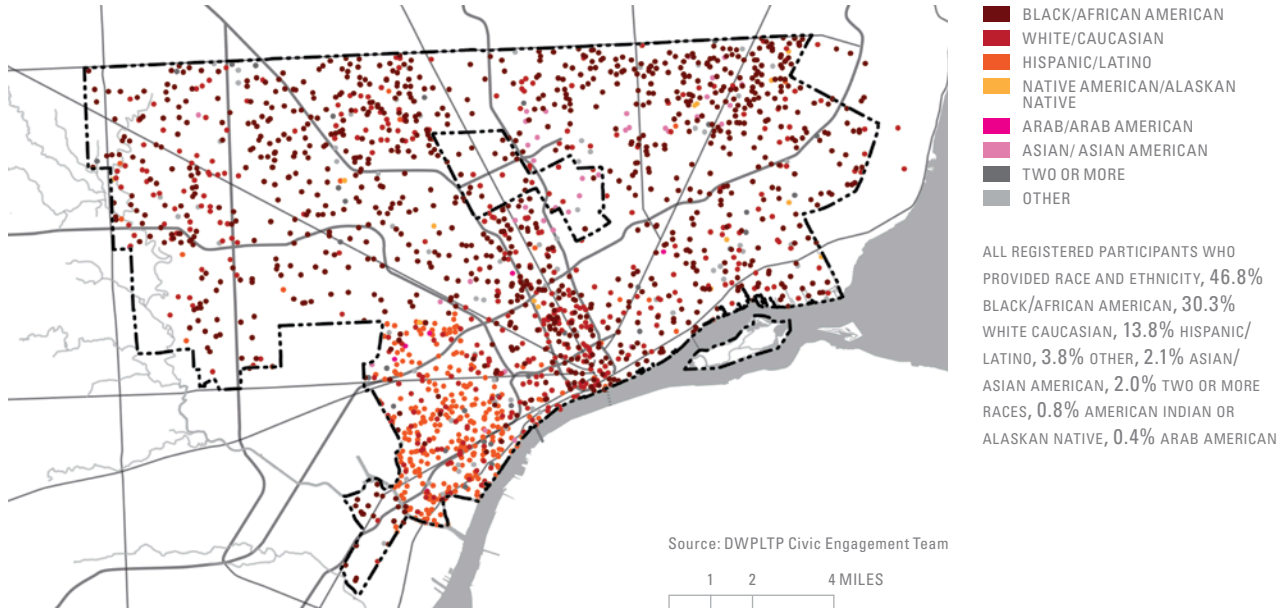 BLACK/AFRICAN AMERICAN
WHITE/CAUCASIAN
HISPANIC/LATINO
NATIVE AMERICAN/ALASKAN
NATIVE
ARAB/ARAB AMERICAN
ASIAN/ ASIAN AMERICAN
TWO OR MORE
OTHER
ALL REGISTERED PARTICIPANTS WHO
PROVIDED RACE AND ETHNICITY, 46.8%
BLACK/AFRICAN AMERICAN, 30.3%
WHITE CAUCASIAN, 13.8% HISPANIC/
LATINO, 3.8% OTHER, 2.1% ASIAN/
ASIAN AMERICAN, 2.0% TWO OR MORE
RACES, 0.8% AMERICAN INDIAN OR
ALASKAN NATIVE, 0.4% ARAB AMERICAN
Source: DWPLTP Civic Engagement Team
1 2 4 MILES